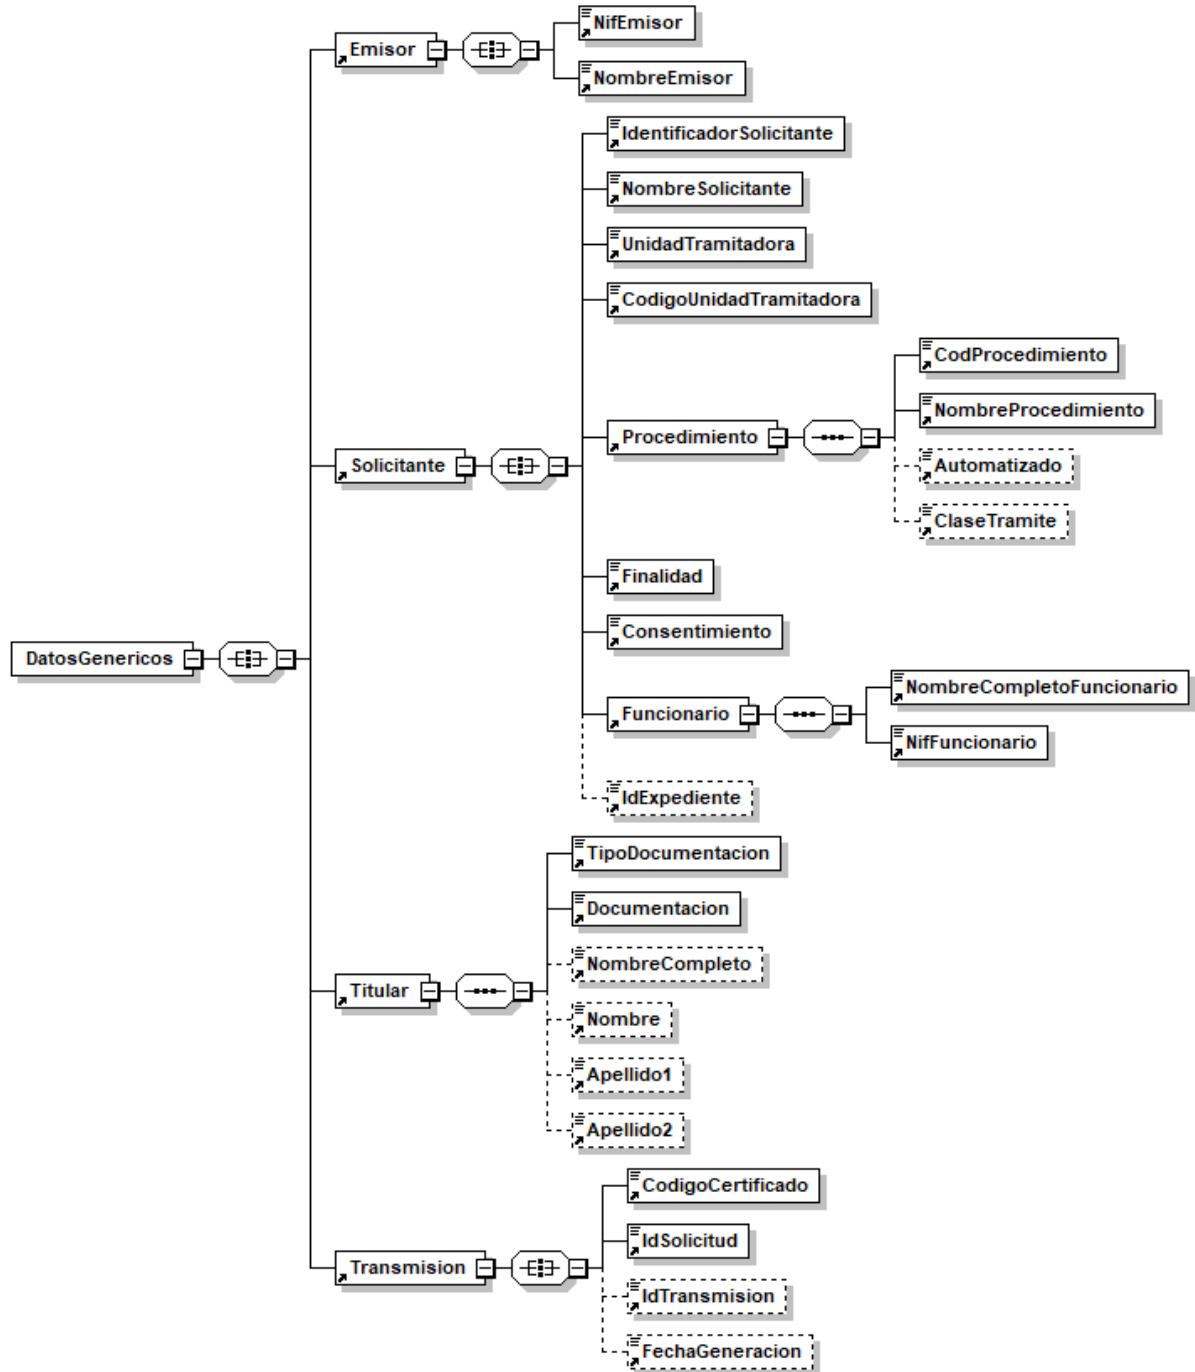 NifEmisor
Emisor
NombreEmisor
IdentificadorSolicitante
NombreSolicitante
UnidadTramitadora
CodigoUnidadTramitadora
CodProcedimiento
NombreProcedimiento
Procedimiento
Automatizado
Solicitante
ClaseTramite
Finalidad
Consentimiento
DatosGenericos
NombreCompletoFuncionario
Funcionario
NifFuncionario
IdExpediente
TipoDocumentacion
Documentacion
NombreCompleto
Titular
Nombre
Apellido1
Apellido2
CodigoCertificado
IdSolicitud
Transmision
IdTransmision
FechaGeneracion